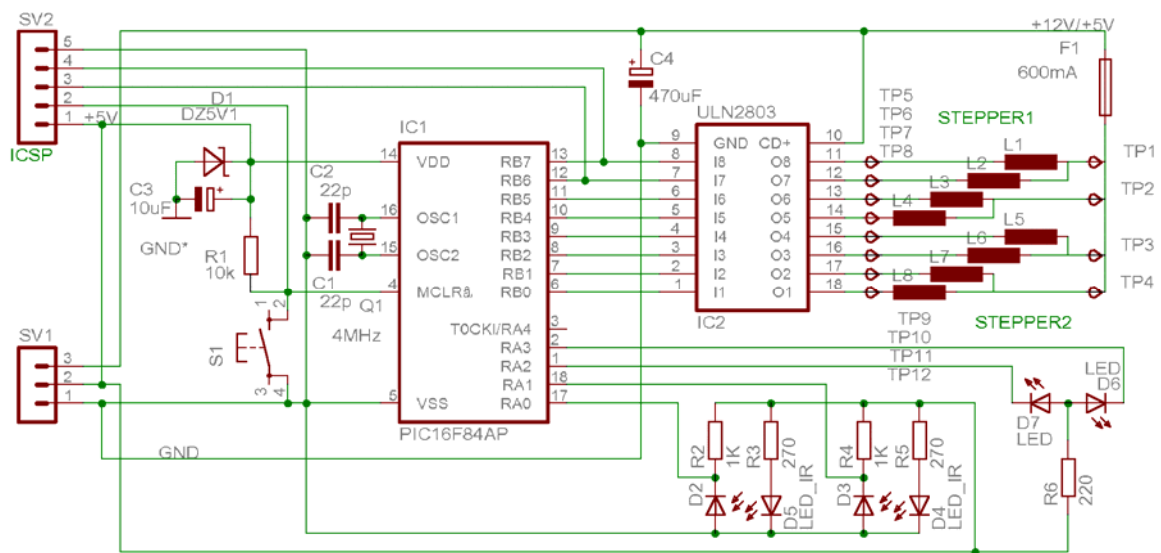 SV2
5
4
3
2
1
ICSP
+5V
D1
DZ5V1
C3
10uF
GND*
R1
10k
C2
22p
C1
22p
Q1
4MHz
S1
1
2
3
4
SV1
3
2
1
GND
IC1
14 VDD RB7 13
RB6 12
RB5 11
16 OSC1 RB4 10
RB3 9
15 OSC2 RB2 8
RB1 7
4 MCLRâ RB0 6
T0CKI/RA4 3
RA3 2
RA2 1
RA1 18
5 VSS RA0 17
PIC16F84AP
C4
470uF
ULN2803
9 GND CD+ 10
8 I8 O8 11
7 I7 O7 12
6 I6 O6 13
5 I5 O5 14
4 I4 O4 15
3 I3 O3 16
2 I2 O2 17
1 I1 O1 18
IC2
+12V/+5V
F1
600mA
TP5
TP6
TP7
TP8
STEPPER1
L1
L2
L3
L4
L5
L6
L7
L8
TP1
TP2
TP3
TP4
STEPPER2
TP9
TP10
TP11
TP12
LED
D6
D7
LED
R6
220
R2
1K
R3
270
R4
1K
R5
270
D2
D5
LED_IR
D3
D4
LED_IR